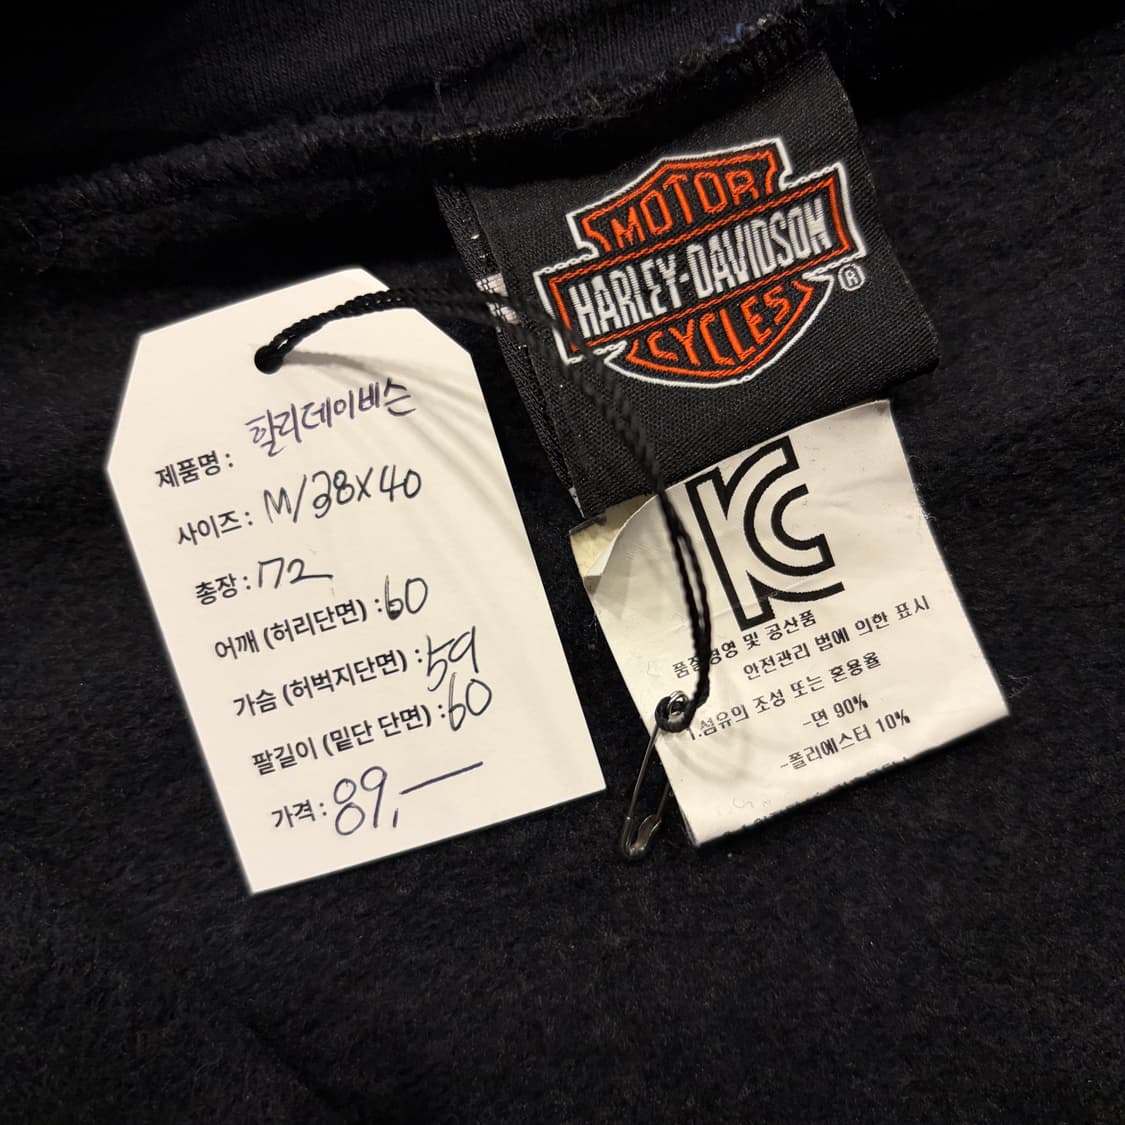 MOTOR
HARLEY-DAVIDSON
CYCLES
®
제품명 : 할리데이비슨
사이즈 : M/38X40
총장 : 72
어깨 (허리단면) : 60
가슴 (허벅지단면) : 59
팔길이 (밑단 단면) : 60
가격 : 89,—
KC
품질경영 및 공산품
안전관리 법에 의한 표시
1.섬유의 조성 또는 혼용율
-면 90%
-폴리에스터 10%